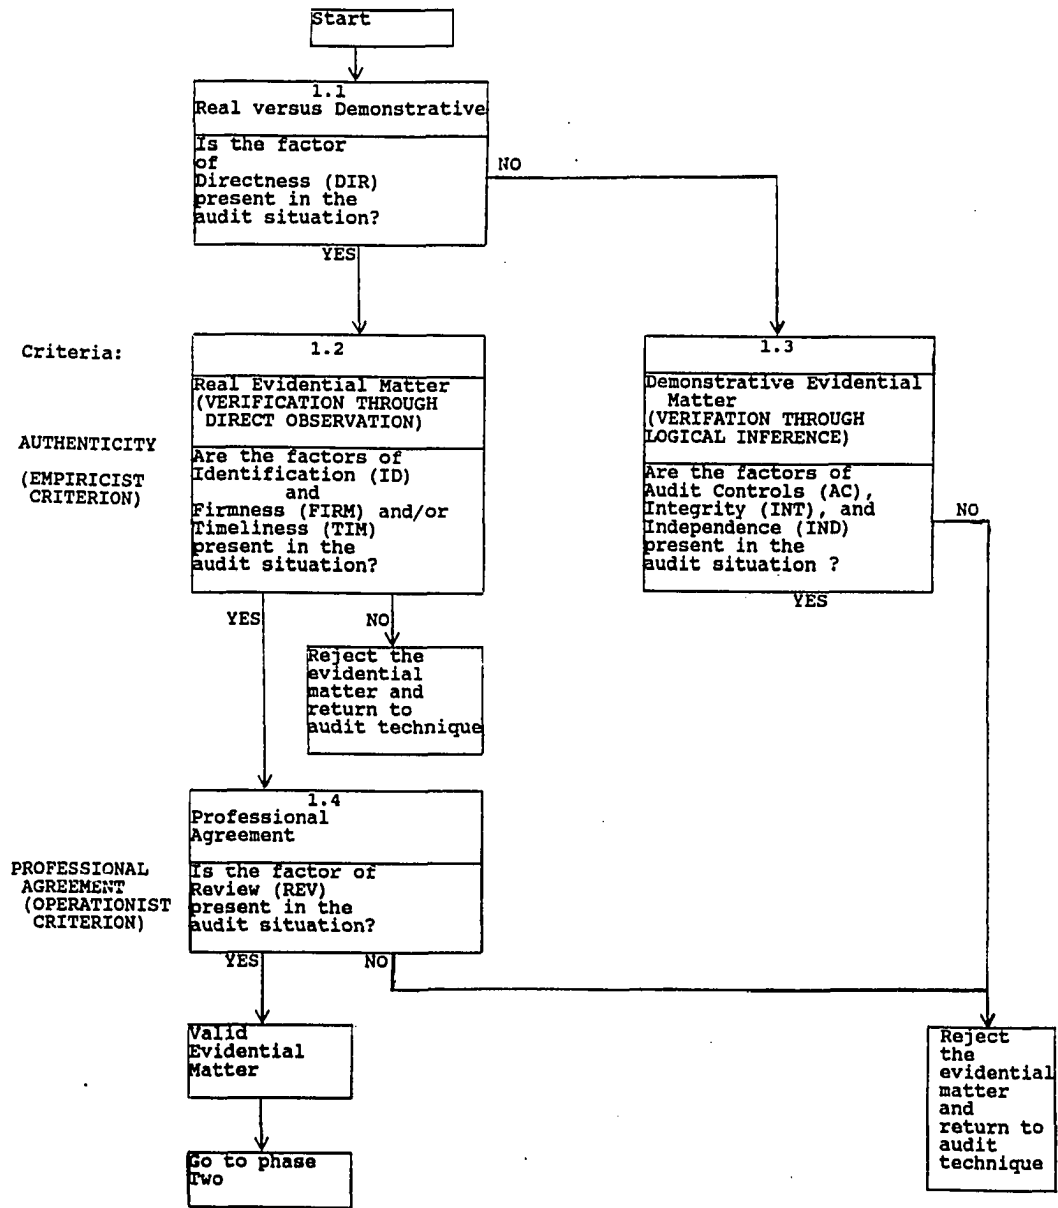 Start
1.1
Real versus Demonstrative
Is the factor
of
Directness (DIR)
present in the
audit situation?
NO
YES
Criteria:
AUTHENTICITY
(EMPIRICIST
CRITERION)
1.2
Real Evidential Matter
(VERIFICATION THROUGH
DIRECT OBSERVATION)
Are the factors of
Identification (ID)
and
Firmness (FIRM) and/or
Timeliness (TIM)
present in the
audit situation?
1.3
Demonstrative Evidential
Matter
(VERIFATION THROUGH
LOGICAL INFERENCE)
Are the factors of
Audit Controls (AC),
Integrity (INT), and
Independence (IND)
present in the
audit situation ?
NO
YES
YES
NO
Reject the
evidential
matter and
return to
audit technique
PROFESSIONAL
AGREEMENT
(OPERATIONIST
CRITERION)
1.4
Professional
Agreement
Is the factor of
Review (REV)
present in the
audit situation?
YES
NO
Valid
Evidential
Matter
Go to phase
Two
Reject
the
evidential
matter
and
return to
audit
technique